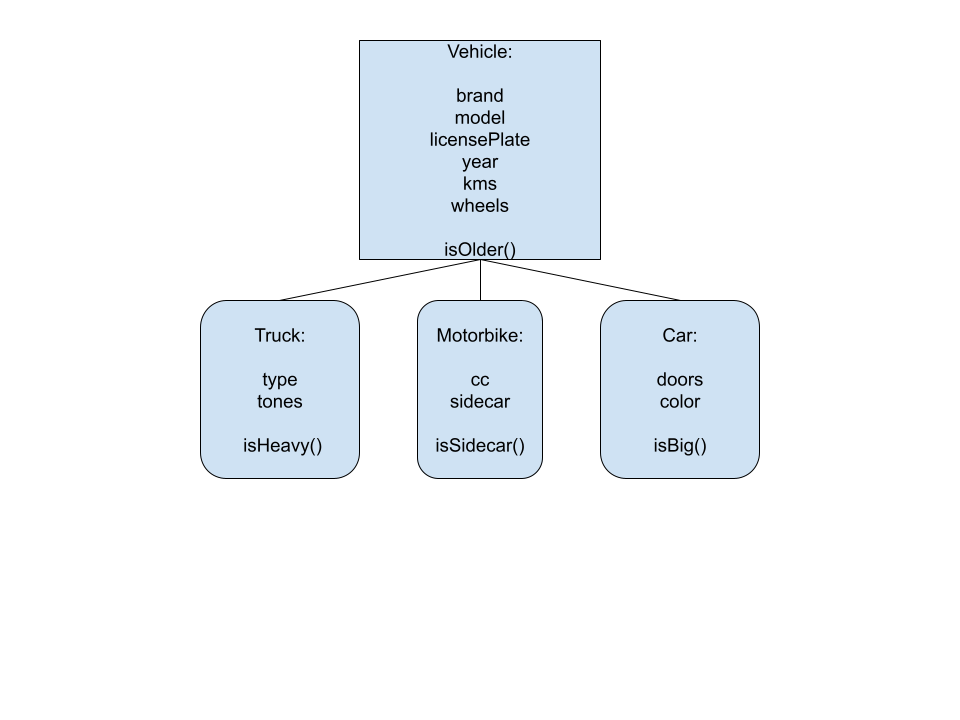 Vehicle:
brand
model
licensePlate
year
kms
wheels
isOlder()
Truck:
type
tones
isHeavy()
Motorbike:
cc
sidecar
isSidecar()
Car:
doors
color
isBig()